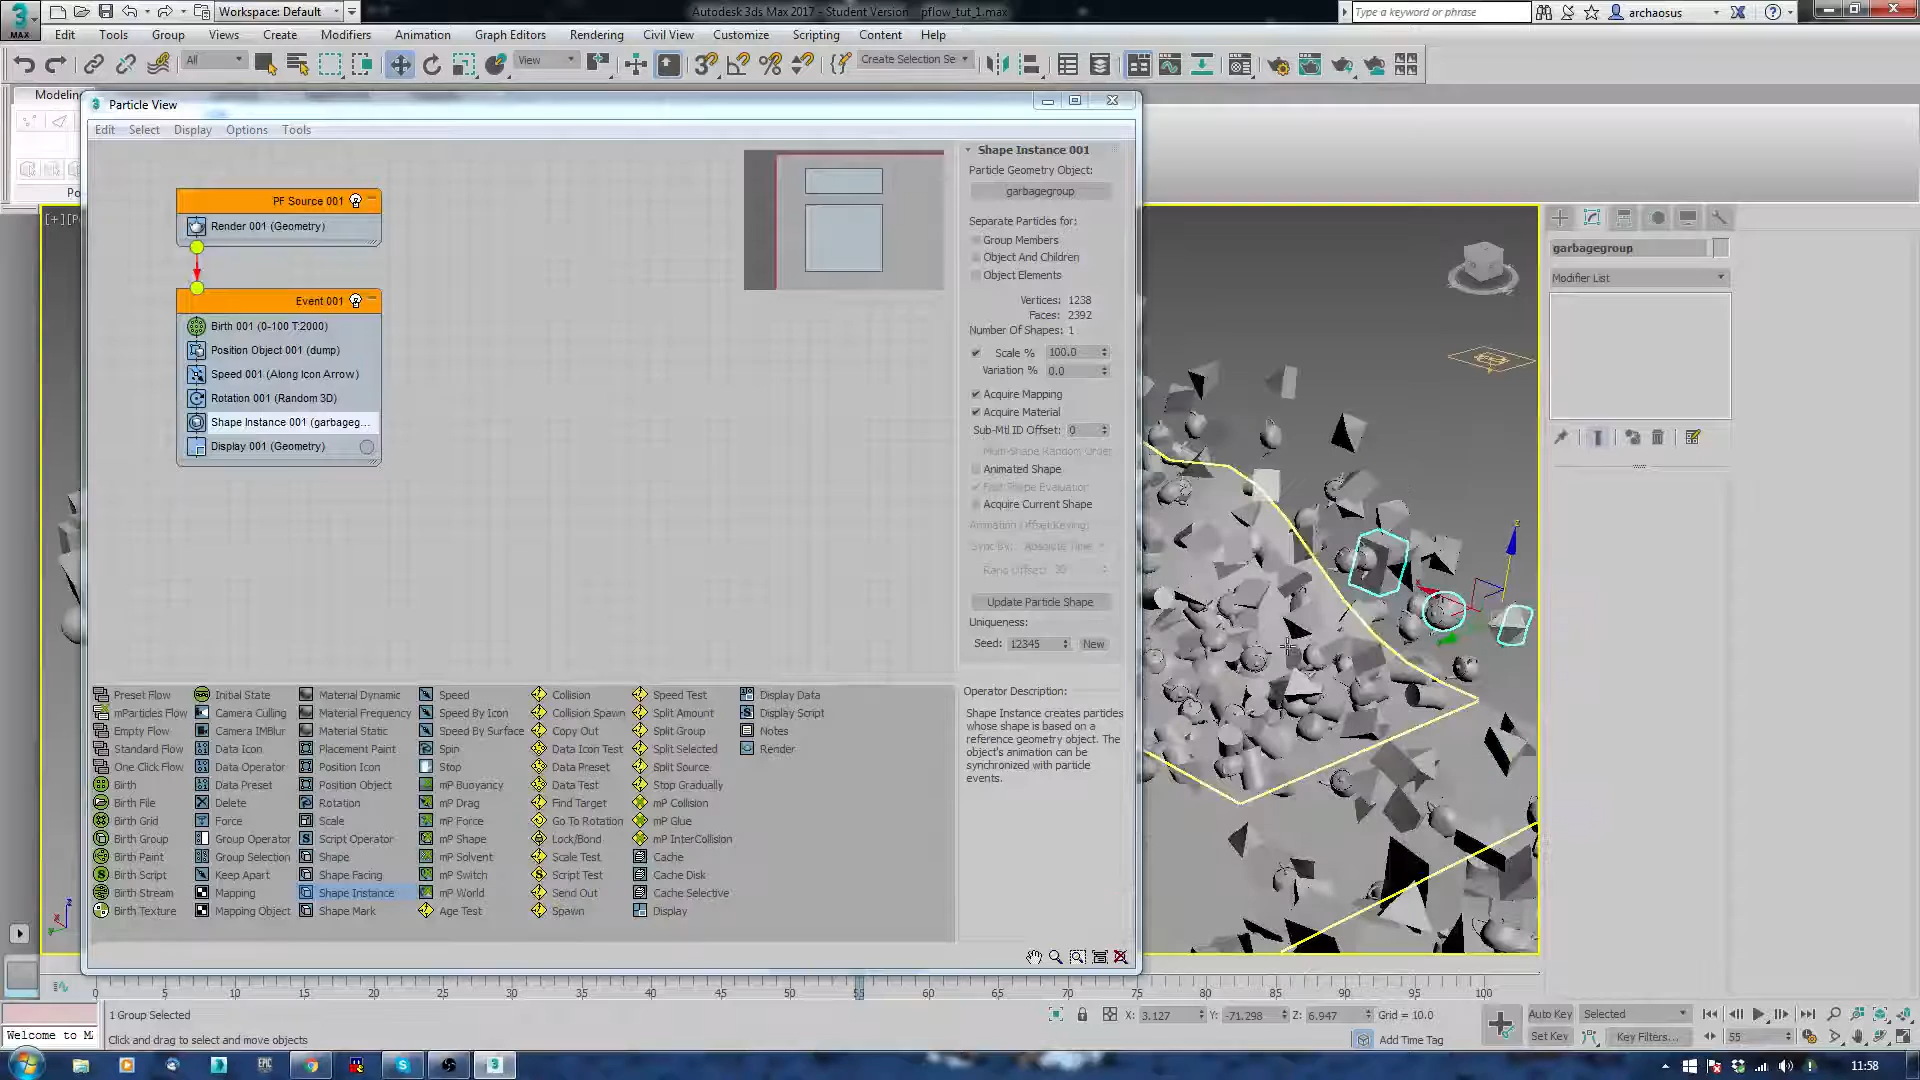 Workspace: Default
Autodesk 3ds Max 2017 - Student Version
pflow_tut_1.max
Type a keyword or phrase
archaosus
MAX
Edit
Tools
Group
Views
Create
Modifiers
Animation
Graph Editors
Rendering
Civil View
Customize
Scripting
Content
Help
All
View
Create Selection Se
Modeling
Particle View
Edit
Select
Display
Options
Tools
PF Source 001
Render 001 (Geometry)
Event 001
Birth 001 (0-100 T:2000)
Position Object 001 (dump)
Speed 001 (Along Icon Arrow)
Rotation 001 (Random 3D)
Shape Instance 001 (garbageg...
Display 001 (Geometry)
Shape Instance 001
Particle Geometry Object:
garbagegroup
Separate Particles for:
Group Members
Object And Children
Object Elements
Vertices: 1238
Faces: 2392
Number Of Shapes: 1
Scale % 100.0
Variation % 0.0
Acquire Mapping
Acquire Material
Sub-Mtl ID Offset: 0
Multi-Shape Random Order
Animated Shape
Fast Shape Evaluation
Acquire Current Shape
Animation Offset Keying
Sync By: Absolute Time
Rand Offset: 30
Update Particle Shape
Uniqueness:
Seed: 12345 New
Operator Description:
Shape Instance creates particles
whose shape is based on a
reference geometry object. The
object's animation can be
synchronized with particle
events.
garbagegroup
Modifier List
Preset Flow
mParticles Flow
Empty Flow
Standard Flow
One Click Flow
Birth
Birth File
Birth Grid
Birth Group
Birth Paint
Birth Script
Birth Stream
Birth Texture
Initial State
Camera Culling
Camera IMBlur
Data Icon
Data Operator
Data Preset
Delete
Force
Group Operator
Group Selection
Keep Apart
Mapping
Mapping Object
Material Dynamic
Material Frequency
Material Static
Placement Paint
Position Icon
Position Object
Rotation
Scale
Script Operator
Shape
Shape Facing
Shape Instance
Shape Mark
Speed
Speed By Icon
Speed By Surface
Spin
Stop
mP Buoyancy
mP Drag
mP Force
mP Shape
mP Solvent
mP Switch
mP World
Age Test
Collision
Collision Spawn
Copy Out
Data Icon Test
Data Preset
Data Test
Find Target
Go To Rotation
Lock/Bond
Scale Test
Script Test
Send Out
Spawn
Speed Test
Split Amount
Split Group
Split Selected
Split Source
Stop Gradually
mP Collision
mP Glue
mP InterCollision
Cache
Cache Disk
Cache Selective
Display
Display Data
Display Script
Notes
Render
0 5 10 15 20 25 30 35 40 45 50 55 60 65 70 75 80 85 90 95 100
1 Group Selected
X: 3.127
Y: -71.298
Z: 6.947
Grid = 10.0
Auto Key
Selected
Click and drag to select and move objects
Add Time Tag
Set Key
Key Filters...
55
11:58